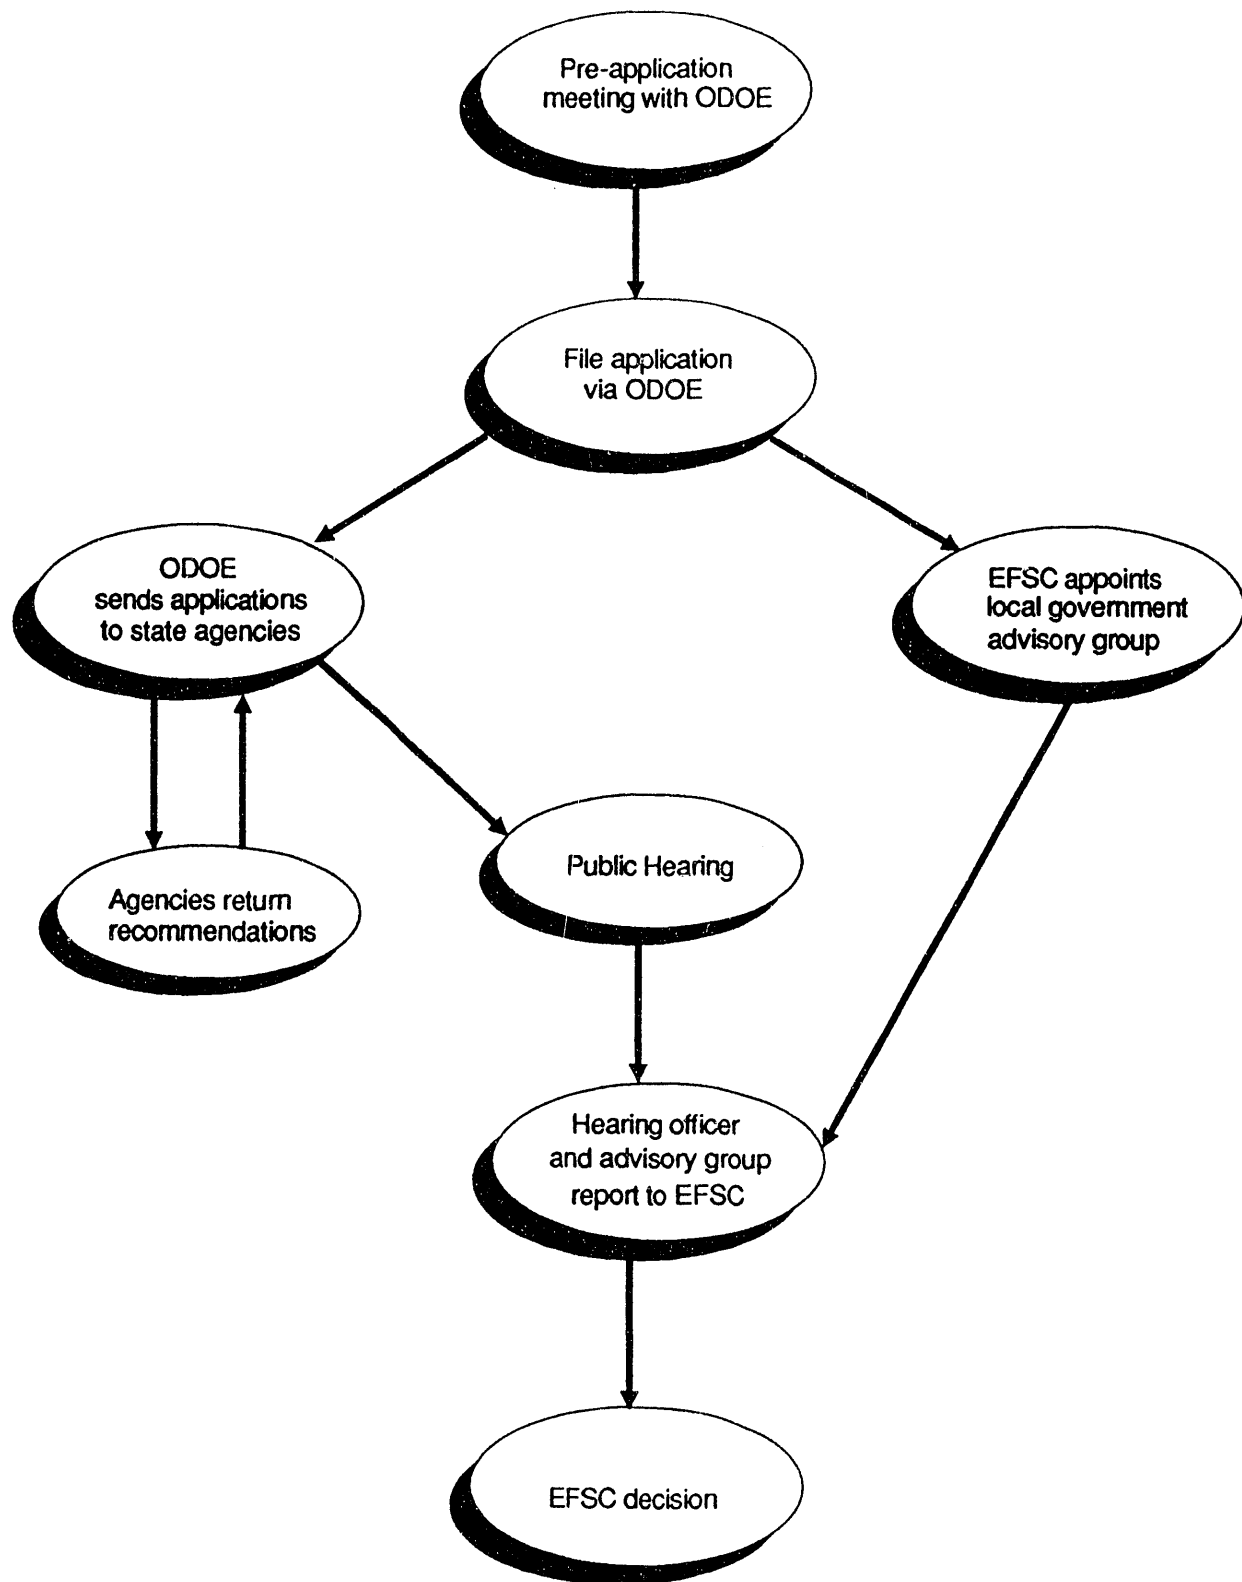 Pre-application
meeting with ODOE
File application
via ODOE
ODOE
sends applications
to state agencies
EFSC appoints
local government
advisory group
Public Hearing
Agencies return
recommendations
Hearing officer
and advisory group
report to EFSC
EFSC decision